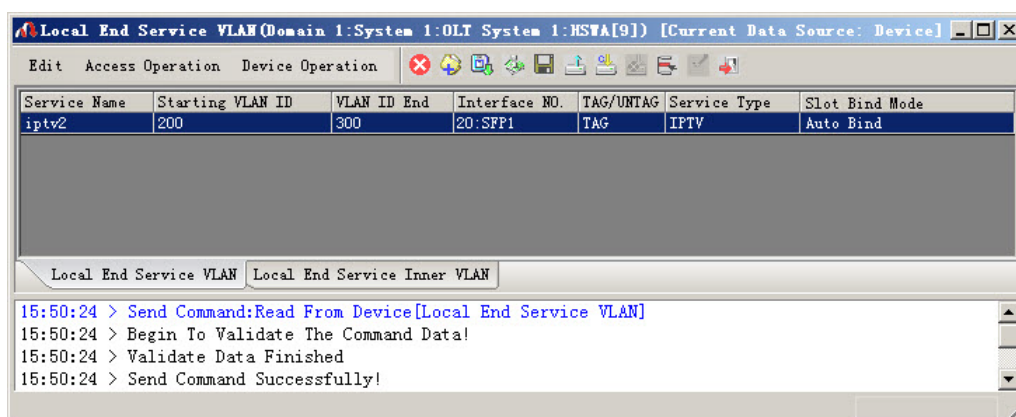 Local End Service VLAN(Domain 1:System 1:OLT System 1:HSWA[9]) [Current Data Source: Device]
Edit Access Operation Device Operation
Service Name Starting VLAN ID VLAN ID End Interface NO. TAG/UNTAG Service Type Slot Bind Mode
iptv2 200 300 20:SFP1 TAG IPTV Auto Bind
Local End Service VLAN Local End Service Inner VLAN
15:50:24 > Send Command:Read From Device[Local End Service VLAN]
15:50:24 > Begin To Validate The Command Data!
15:50:24 > Validate Data Finished
15:50:24 > Send Command Successfully!